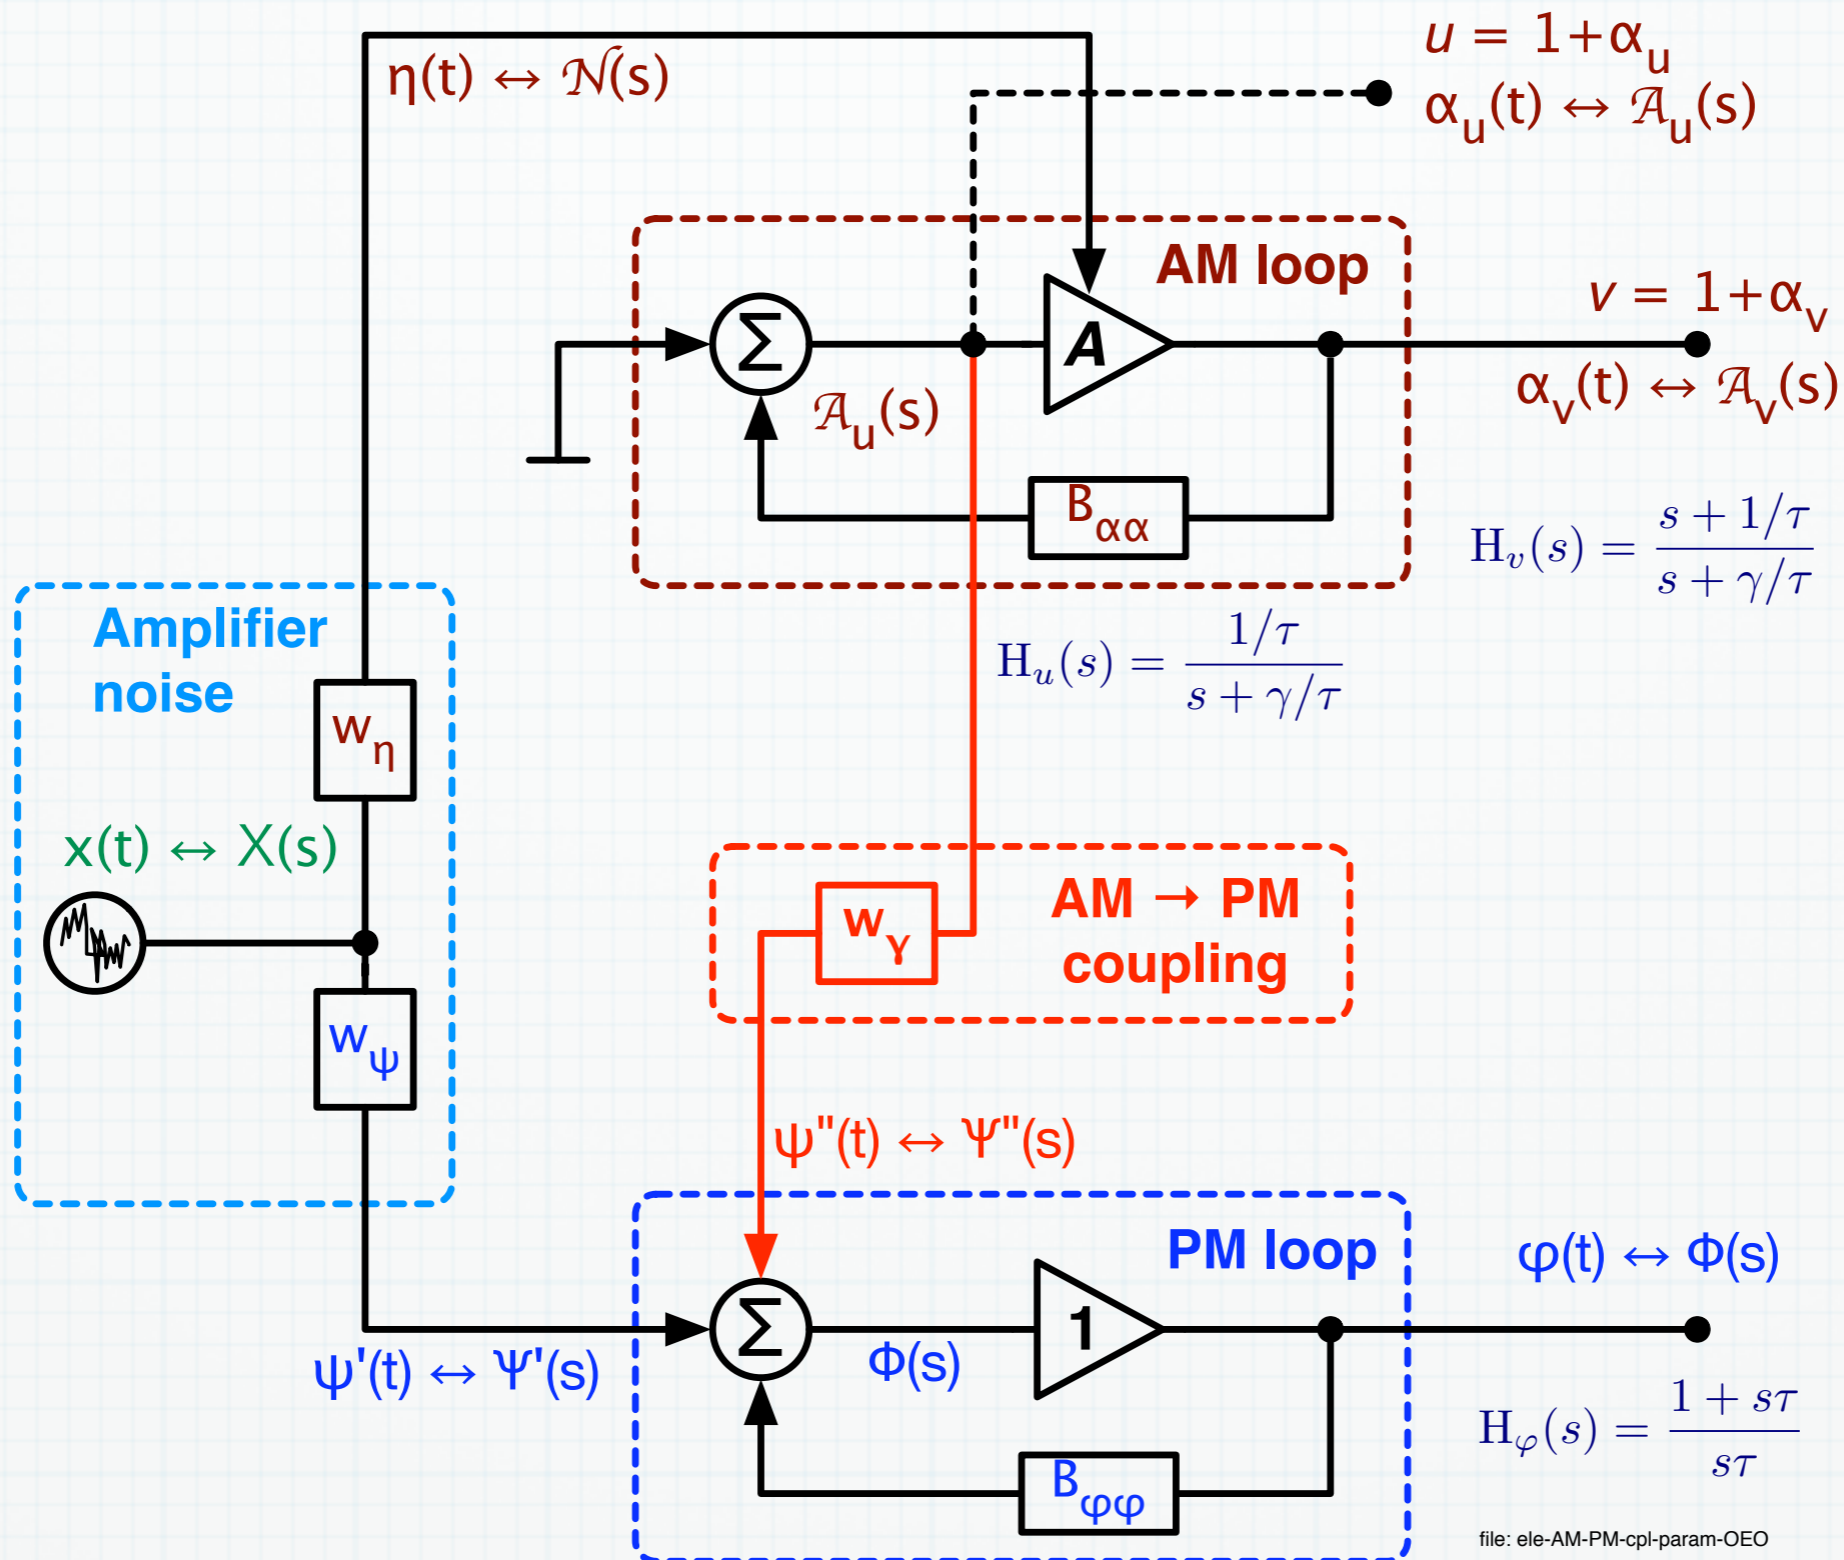 η(t) ↔ 𝒩(s)
u = 1+α_u
α_u(t) ↔ 𝒜_u(s)
AM loop
Σ
A
v = 1+α_v
𝒜_u(s)
α_v(t) ↔ 𝒜_v(s)
B_αα
H_v(s) = (s + 1/τ)/(s + γ/τ)
Amplifier
noise
H_u(s) = (1/τ)/(s + γ/τ)
w_η
x(t) ↔ X(s)
AM → PM
coupling
w_γ
w_ψ
ψ"(t) ↔ Ψ"(s)
PM loop
φ(t) ↔ Φ(s)
Σ
1
ψ'(t) ↔ Ψ'(s)
Φ(s)
H_φ(s) = (1 + sτ)/(sτ)
B_φφ
file: ele-AM-PM-cpl-param-OEO